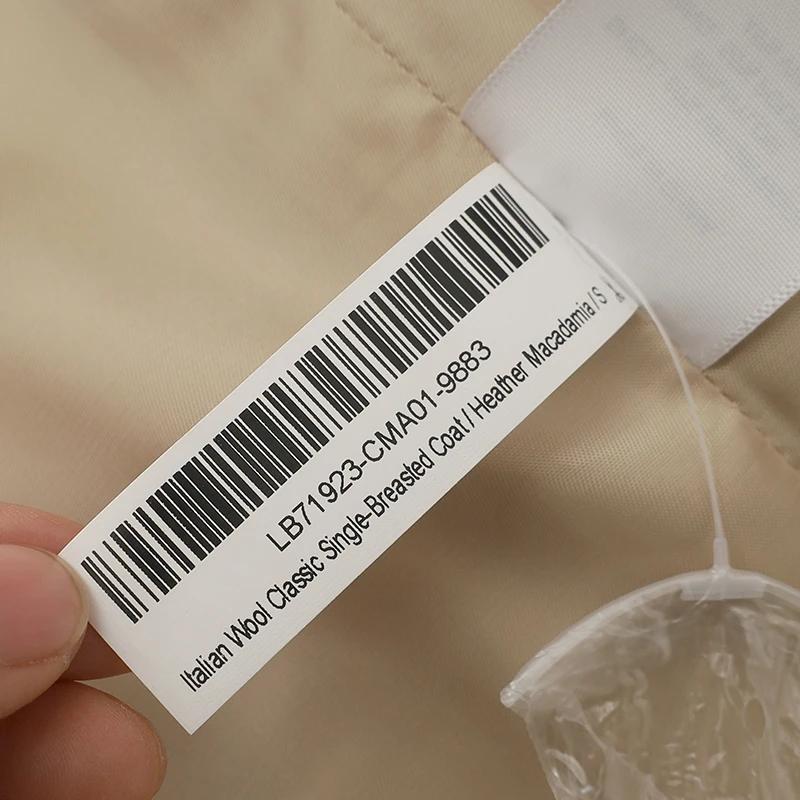 LB71923-CMA01-9883
Italian Wool Classic Single-Breasted Coat / Heather Macadamia / S